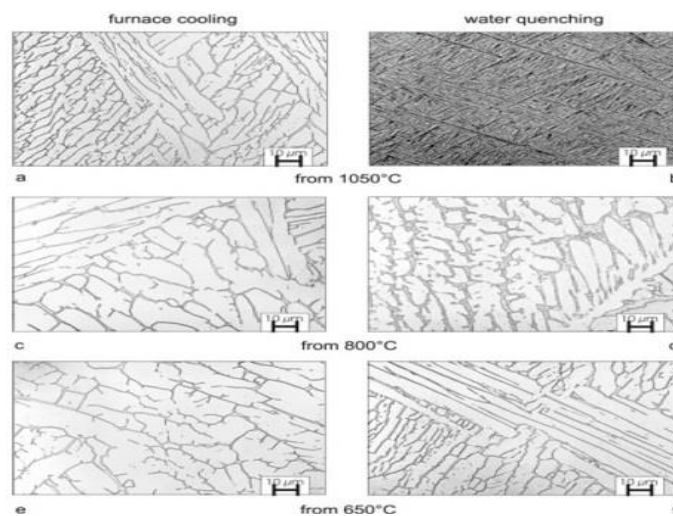 furnace cooling
water quenching
10 µm
10 µm
a
from 1050°C
b
10 µm
10 µm
c
from 800°C
10 µm
10 µm
e
from 650°C